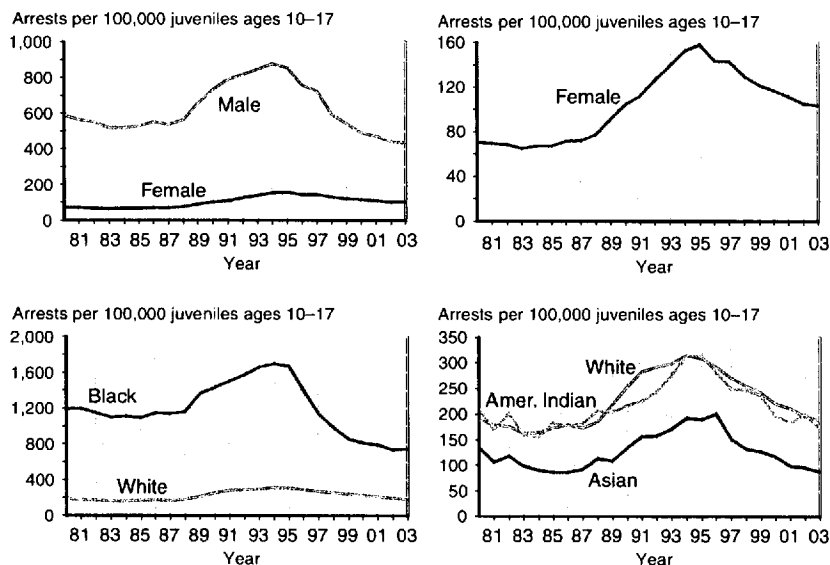 Arrests per 100,000 juveniles ages 10–17
1,000
800
600
400
200
0
Male
Female
81 83 85 87 89 91 93 95 97 99 01 03
Year
Arrests per 100,000 juveniles ages 10–17
160
120
80
40
0
Female
81 83 85 87 89 91 93 95 97 99 01 03
Year
Arrests per 100,000 juveniles ages 10–17
2,000
1,600
1,200
800
400
0
Black
White
81 83 85 87 89 91 93 95 97 99 01 03
Year
Arrests per 100,000 juveniles ages 10–17
350
300
250
200
150
100
50
0
White
Amer. Indian
Asian
81 83 85 87 89 91 93 95 97 99 01 03
Year